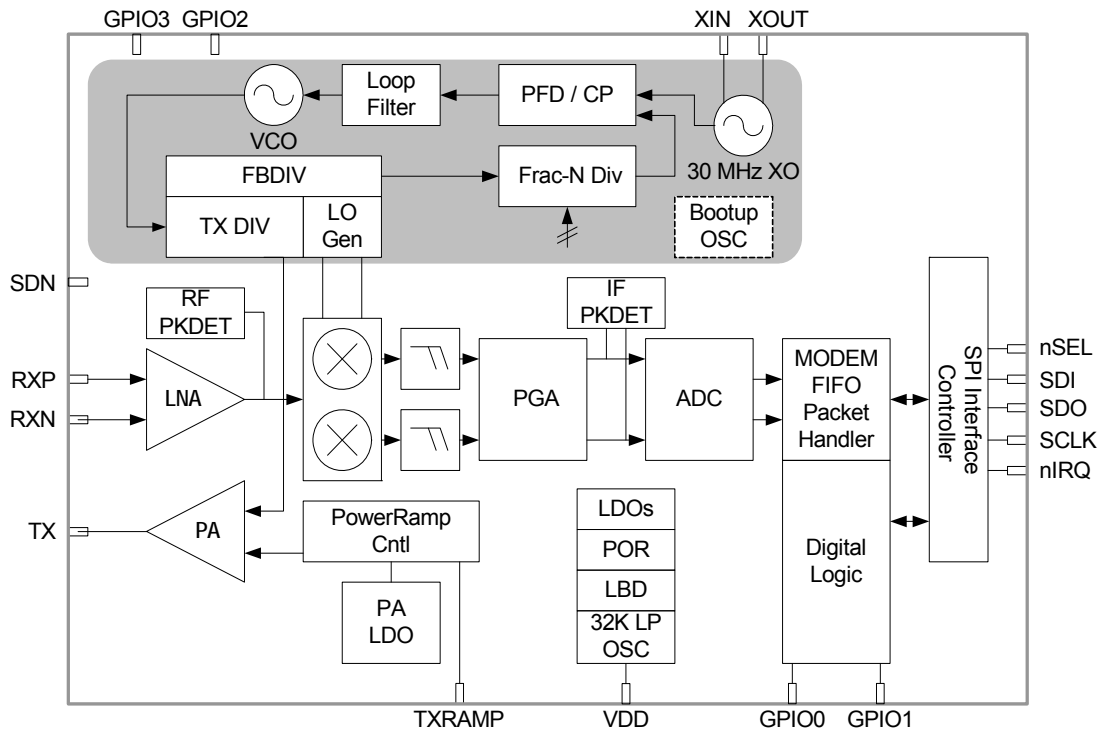 GPIO3 GPIO2
XIN XOUT
Loop
Filter
PFD / CP
VCO
30 MHz XO
FBDIV
Frac-N Div
TX DIV
LO
Gen
Bootup
OSC
SDN
RF
PKDET
IF
PKDET
RXP
RXN
LNA
PGA
ADC
MODEM
FIFO
Packet
Handler
SPI Interface
Controller
nSEL
SDI
SDO
SCLK
nIRQ
TX
PA
PowerRamp
Cntl
PA
LDO
LDOs
POR
LBD
32K LP
OSC
Digital
Logic
TXRAMP
VDD
GPIO0
GPIO1